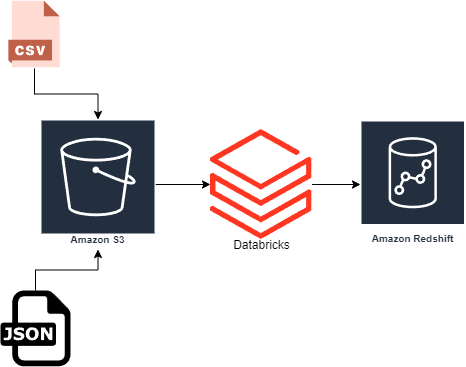 CSV
Amazon S3
Databricks
Amazon Redshift
JSON